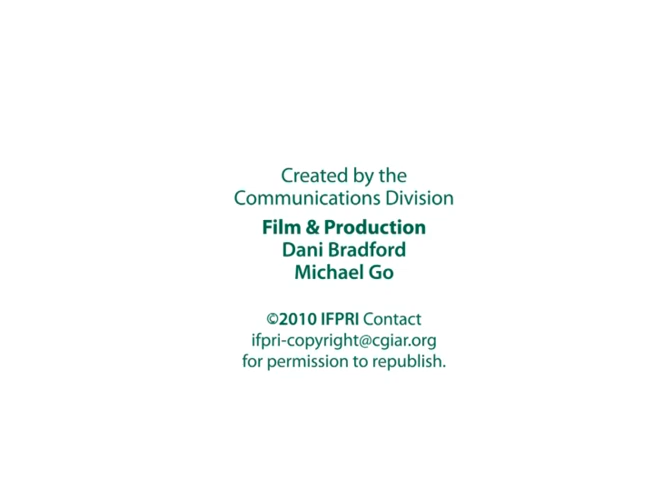 Created by the
Communications Division
Film & Production
Dani Bradford
Michael Go
©2010 IFPRI Contact
ifpri-copyright@cgiar.org
for permission to republish.